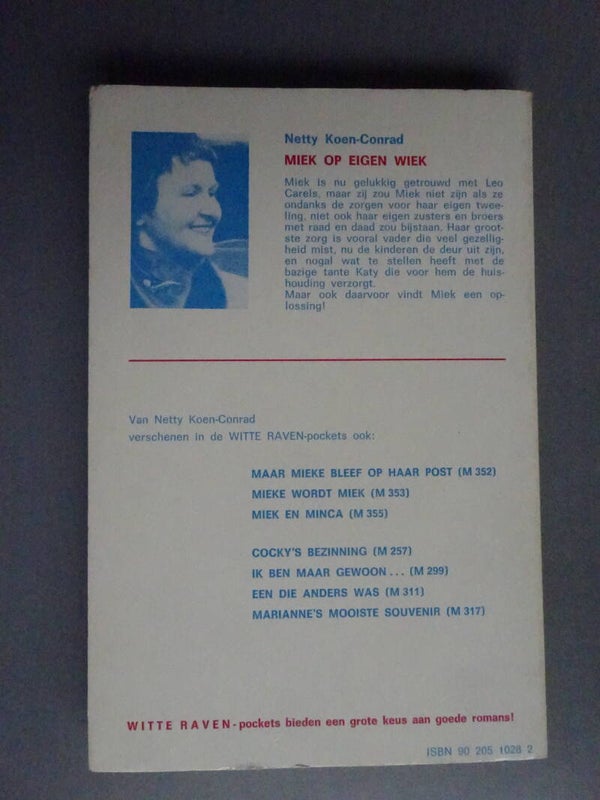 Netty Koen-Conrad
MIEK OP EIGEN WIEK
Miek is nu gelukkig getrouwd met Leo
Carels, maar zij zou Miek niet zijn als ze
ondanks de zorgen voor haar eigen twee-
ling, niet ook haar eigen zusters en broers
met raad en daad zou bijstaan. Haar groot-
ste zorg is vooral vader die veel gezellig-
heid mist, nu de kinderen de deur uit zijn,
en nogal wat te stellen heeft met de
bazige tante Katy die voor hem de huis-
houding verzorgt.
Maar ook daarvoor vindt Miek een op-
lossing!
Van Netty Koen-Conrad
verschenen in de WITTE RAVEN-pockets ook:
MAAR MIEKE BLEEF OP HAAR POST (M 352)
MIEKE WORDT MIEK (M 353)
MIEK EN MINCA (M 355)
COCKY'S BEZINNING (M 257)
IK BEN MAAR GEWOON... (M 299)
EEN DIE ANDERS WAS (M 311)
MARIANNE'S MOOISTE SOUVENIR (M 317)
WITTE RAVEN-pockets bieden een grote keus aan goede romans!
ISBN 90 205 1028 2